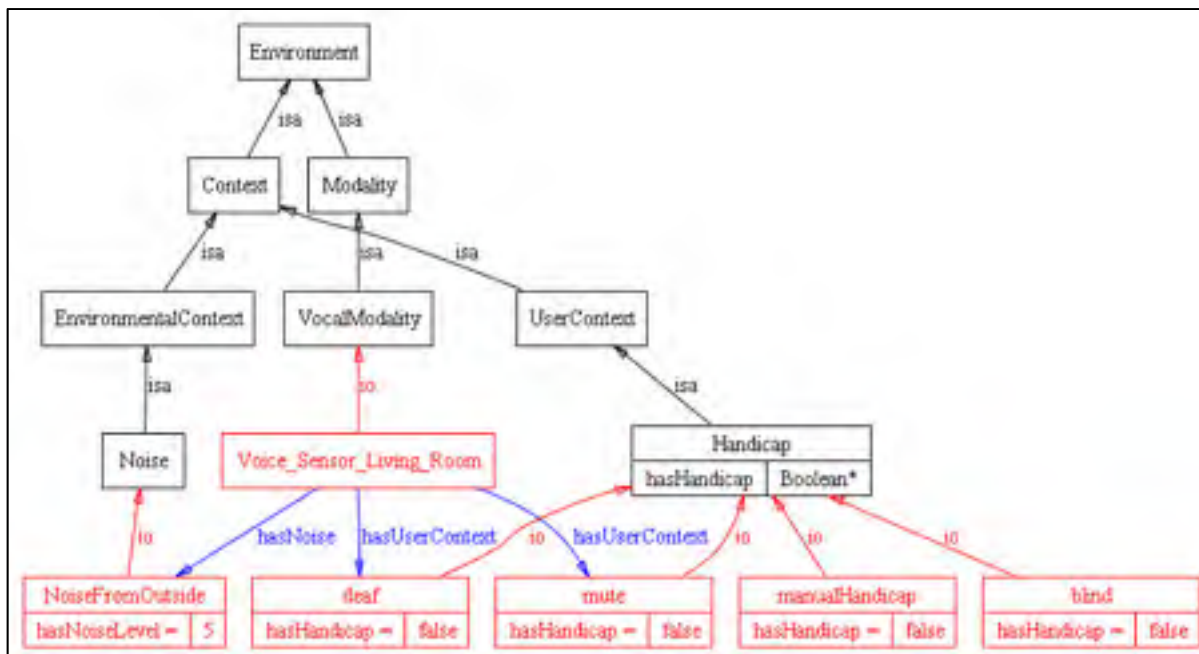 Environment
isa isa
Context Modality
isa isa isa
EnvironmentalContext VocalModality UserContext
isa io isa
Noise Voice_Sensor_Living_Room Handicap
hasHandicap Boolean*
io hasNoise hasUserContext io hasUserContext io io io
NoiseFromOutside deaf mute manualHandicap blind
hasNoiseLevel = 5 hasHandicap = false hasHandicap = false hasHandicap = false hasHandicap = false